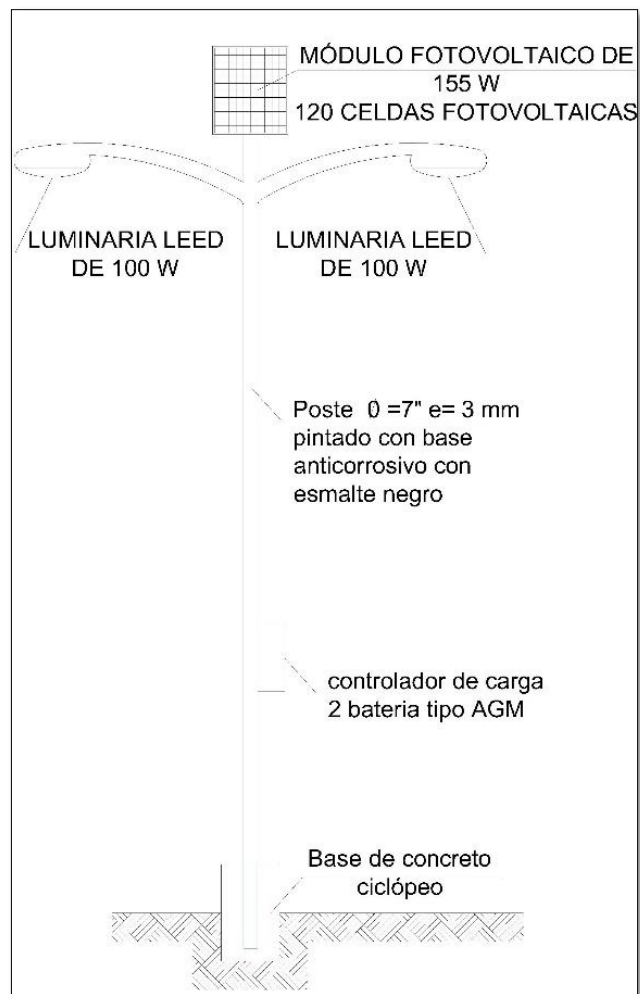 MÓDULO FOTOVOLTAICO DE
155 W
120 CELDAS FOTOVOLTAICAS
LUMINARIA LEED
DE 100 W
LUMINARIA LEED
DE 100 W
Poste Ø =7" e= 3 mm
pintado con base
anticorrosivo con
esmalte negro
controlador de carga
2 bateria tipo AGM
Base de concreto
ciclópeo